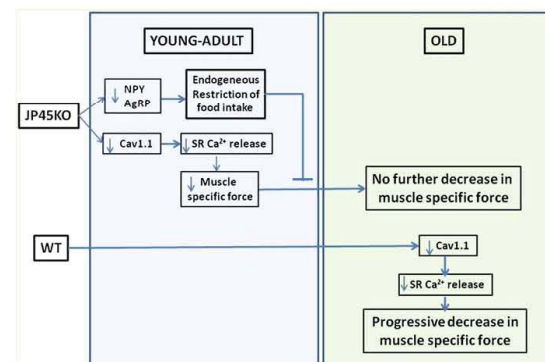 YOUNG-ADULT
OLD
JP45KO
↓ NPY
AgRP
Endogeneous
Restriction of
food intake
↓ Cav1.1
↓ SR Ca²⁺ release
↓ Muscle
specific force
No further decrease in
muscle specific force
WT
↓ Cav1.1
↓ SR Ca²⁺ release
Progressive decrease in
muscle specific force